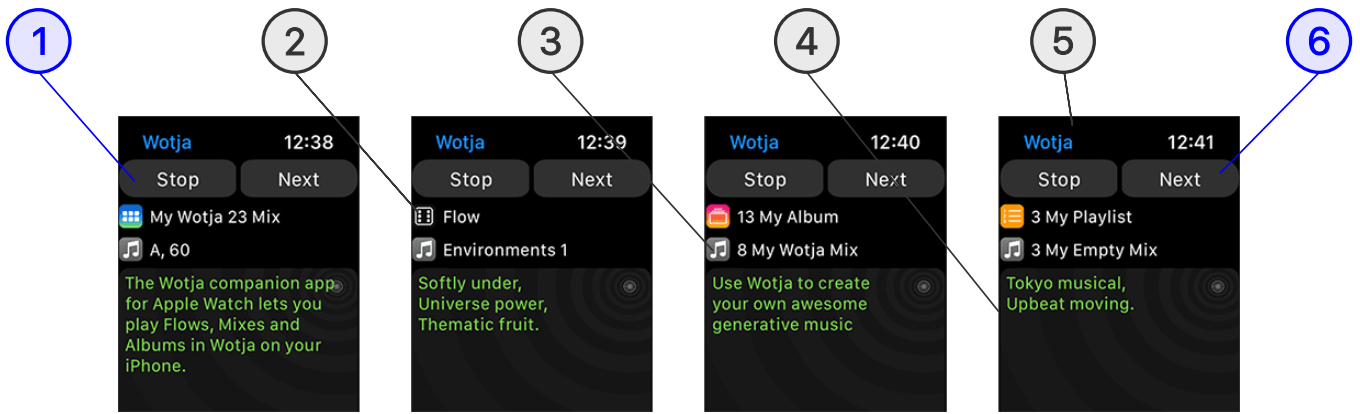 1
2
3
4
5
6
Wotja 12:38
Stop Next
My Wotja 23 Mix
A, 60
The Wotja companion app
for Apple Watch lets you
play Flows, Mixes and
Albums in Wotja on your
iPhone.
Wotja 12:39
Stop Next
Flow
Environments 1
Softly under,
Universe power,
Thematic fruit.
Wotja 12:40
Stop Next
13 My Album
8 My Wotja Mix
Use Wotja to create
your own awesome
generative music
Wotja 12:41
Stop Next
3 My Playlist
3 My Empty Mix
Tokyo musical,
Upbeat moving.